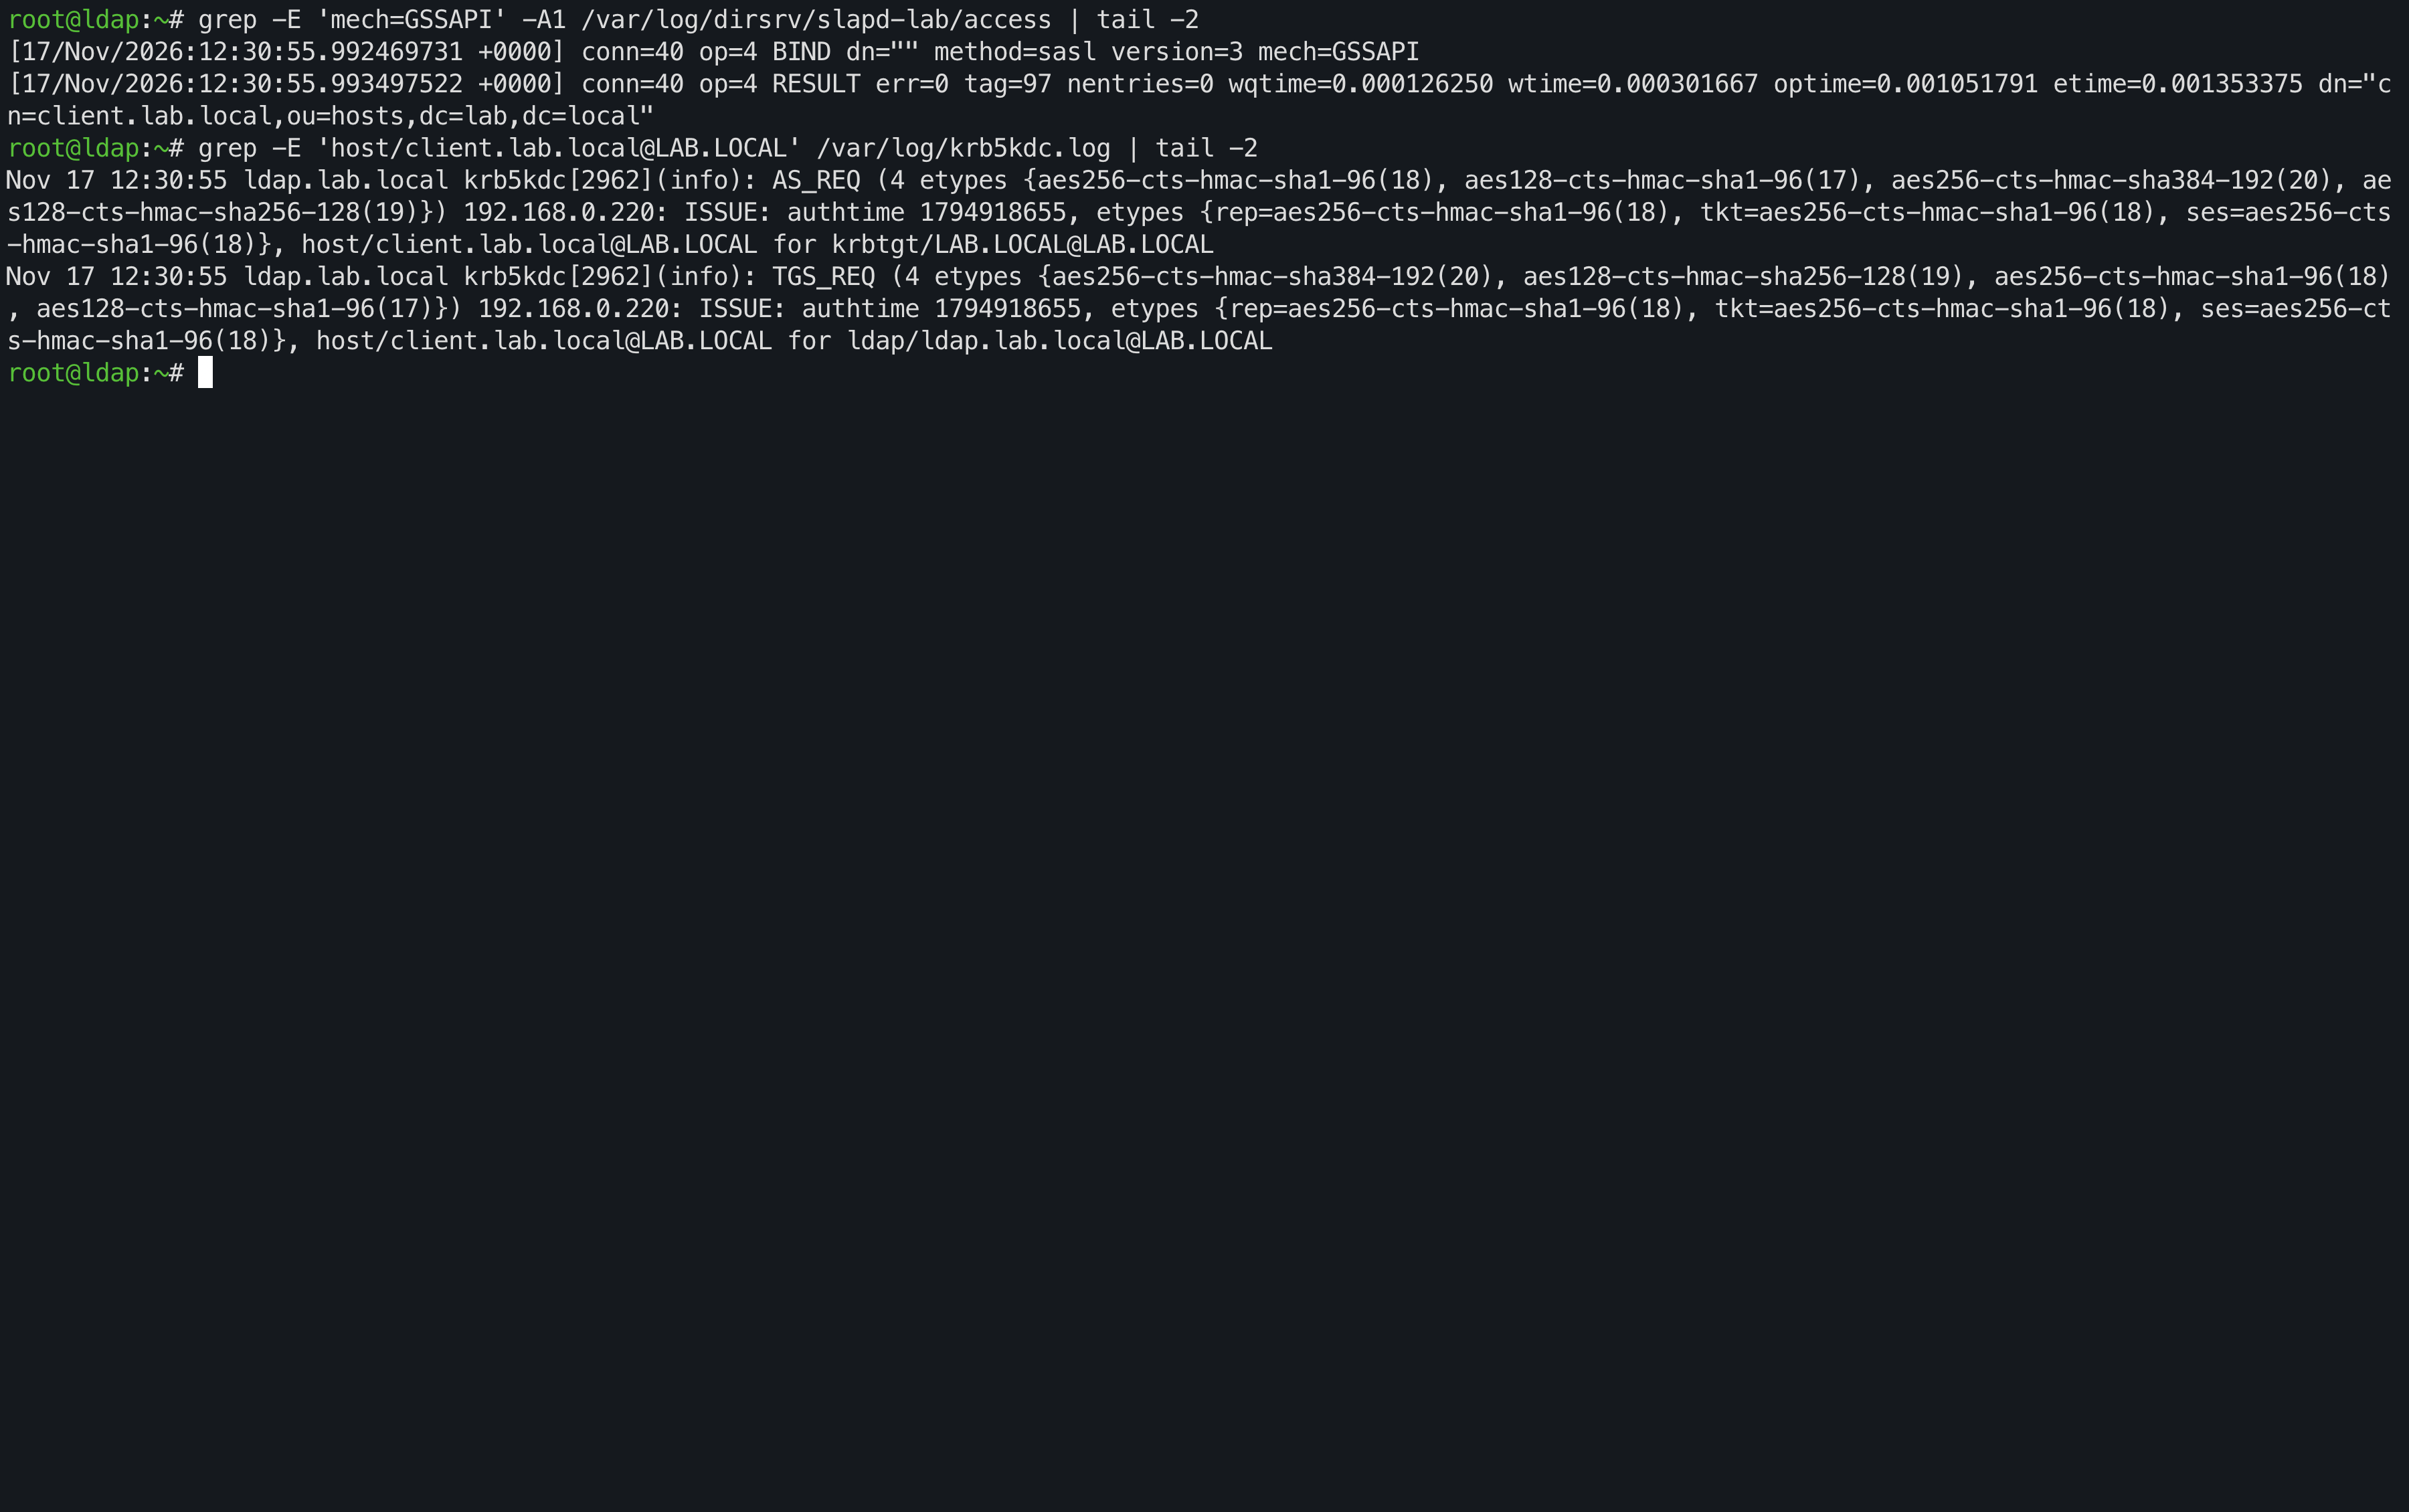 root@ldap:~# grep -E 'mech=GSSAPI' -A1 /var/log/dirsrv/slapd-lab/access | tail -2
[17/Nov/2026:12:30:55.992469731 +0000] conn=40 op=4 BIND dn="" method=sasl version=3 mech=GSSAPI
[17/Nov/2026:12:30:55.993497522 +0000] conn=40 op=4 RESULT err=0 tag=97 nentries=0 wqtime=0.000126250 wtime=0.000301667 optime=0.001051791 etime=0.001353375 dn="c
n=client.lab.local,ou=hosts,dc=lab,dc=local"
root@ldap:~# grep -E 'host/client.lab.local@LAB.LOCAL' /var/log/krb5kdc.log | tail -2
Nov 17 12:30:55 ldap.lab.local krb5kdc[2962](info): AS_REQ (4 etypes {aes256-cts-hmac-sha1-96(18), aes128-cts-hmac-sha1-96(17), aes256-cts-hmac-sha384-192(20), ae
s128-cts-hmac-sha256-128(19)}) 192.168.0.220: ISSUE: authtime 1794918655, etypes {rep=aes256-cts-hmac-sha1-96(18), tkt=aes256-cts-hmac-sha1-96(18), ses=aes256-cts
-hmac-sha1-96(18)}, host/client.lab.local@LAB.LOCAL for krbtgt/LAB.LOCAL@LAB.LOCAL
Nov 17 12:30:55 ldap.lab.local krb5kdc[2962](info): TGS_REQ (4 etypes {aes256-cts-hmac-sha384-192(20), aes128-cts-hmac-sha256-128(19), aes256-cts-hmac-sha1-96(18)
, aes128-cts-hmac-sha1-96(17)}) 192.168.0.220: ISSUE: authtime 1794918655, etypes {rep=aes256-cts-hmac-sha1-96(18), tkt=aes256-cts-hmac-sha1-96(18), ses=aes256-ct
s-hmac-sha1-96(18)}, host/client.lab.local@LAB.LOCAL for ldap/ldap.lab.local@LAB.LOCAL
root@ldap:~#